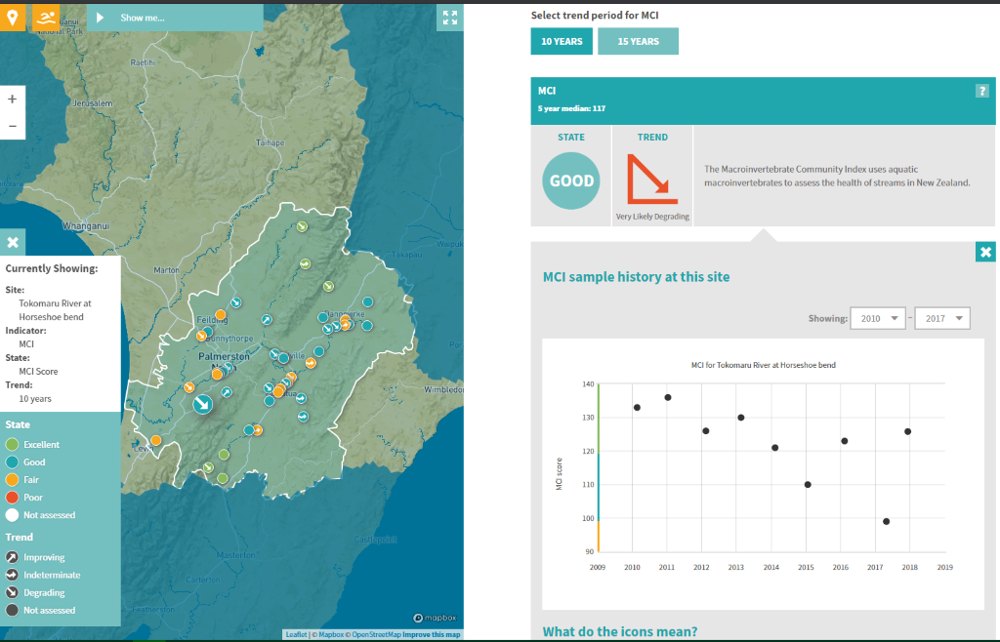 National Park
Show me...
Raetihi
Jerusalem
Taihape
Whanganui
Marton
Takapau
Feilding
Dannevirke
Bunnythorpe
Palmerston
North
Levin
Masterton
Carterton
Featherston
Castlepoint
+
−
Currently Showing:
Site:
Tokomaru River at
Horseshoe bend
Indicator:
MCI
State:
MCI Score
Trend:
10 years
State
Excellent
Good
Fair
Poor
Not assessed
Trend
Improving
Indeterminate
Degrading
Not assessed
mapbox
Leaflet | © Mapbox © OpenStreetMap Improve this map
Select trend period for MCI
10 YEARS
15 YEARS
MCI
?
5 year median: 117
STATE
TREND
GOOD
Very Likely Degrading
The Macroinvertebrate Community Index uses aquatic
macroinvertebrates to assess the health of streams in New Zealand.
MCI sample history at this site
Showing: 2010 - 2017
MCI for Tokomaru River at Horseshoe bend
MCI score
140
130
120
110
100
90
2009 2010 2011 2012 2013 2014 2015 2016 2017 2018 2019
What do the icons mean?